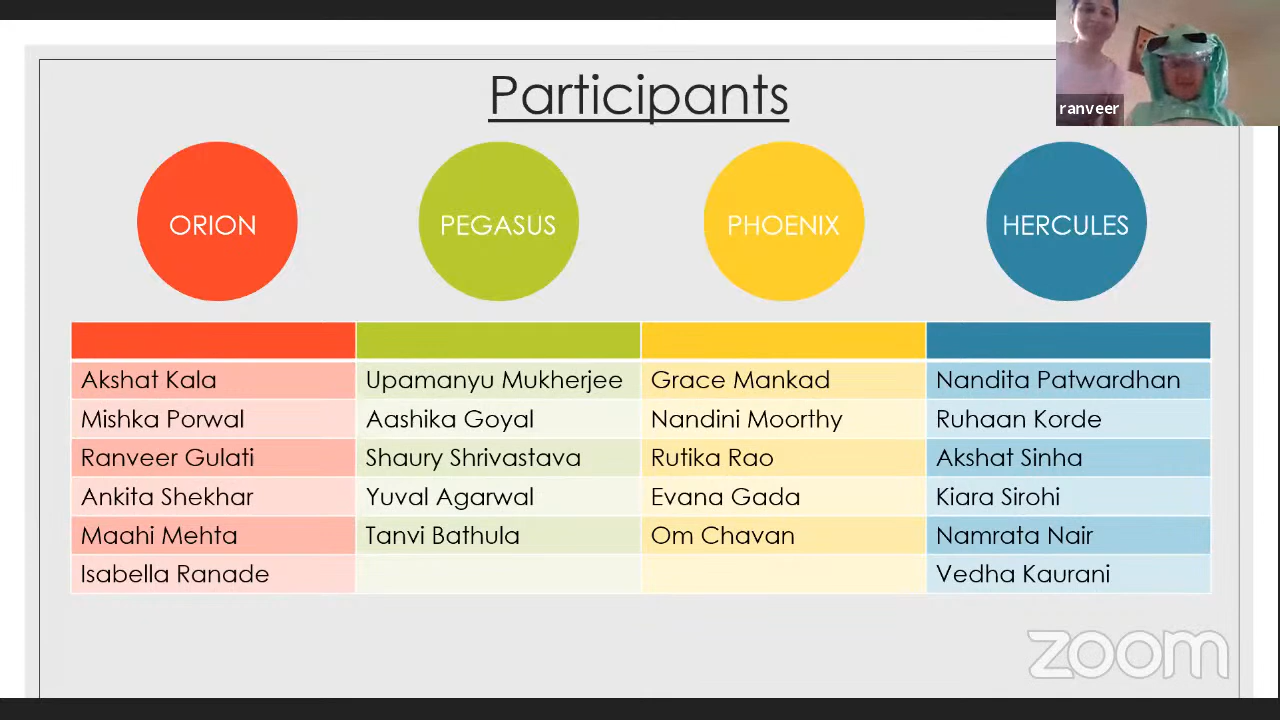 Participants
ranveer
ORION
PEGASUS
PHOENIX
HERCULES
Akshat Kala
Upamanyu Mukherjee
Grace Mankad
Nandita Patwardhan
Mishka Porwal
Aashika Goyal
Nandini Moorthy
Ruhaan Korde
Ranveer Gulati
Shaury Shrivastava
Rutika Rao
Akshat Sinha
Ankita Shekhar
Yuval Agarwal
Evana Gada
Kiara Sirohi
Maahi Mehta
Tanvi Bathula
Om Chavan
Namrata Nair
Isabella Ranade
Vedha Kaurani
zoom